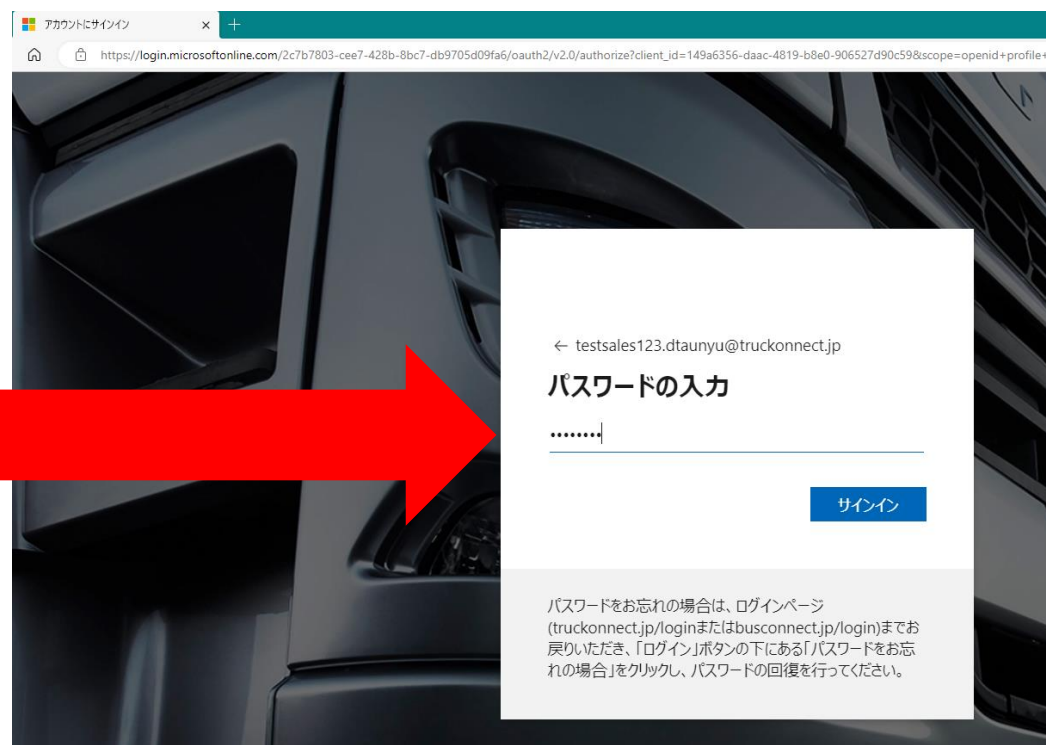 アカウントにサインイン
https://login.microsoftonline.com/2c7b7803-cee7-428b-8bc7-db9705d09fa6/oauth2/v2.0/authorize?client_id=149a6356-daac-4819-b8e0-906527d90c59&scope=openid+profile+
← testsales123.dtaunyu@truckonnect.jp
パスワードの入力
••••••••
サインイン
パスワードをお忘れの場合は、ログインページ
(truckonnect.jp/loginまたはbusconnect.jp/login)までお
戻りいただき、「ログイン」ボタンの下にある「パスワードをお忘
れの場合」をクリックし、パスワードの回復を行ってください。